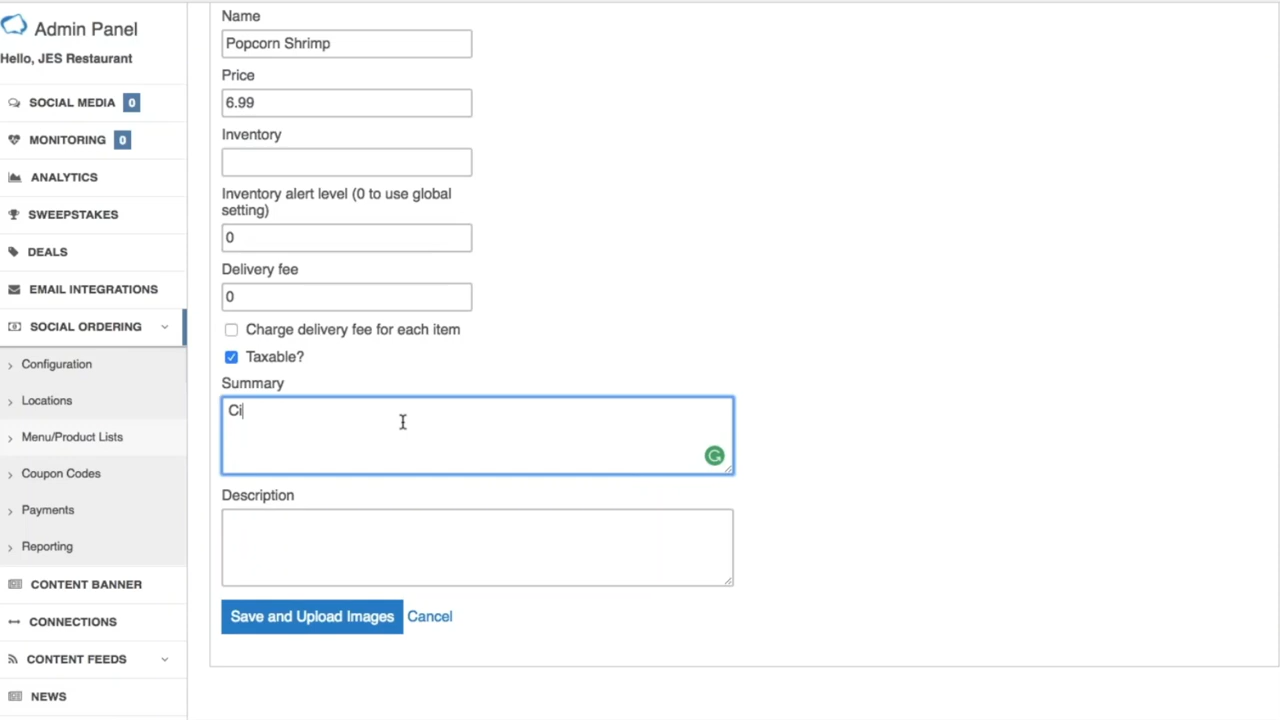 Admin Panel
Hello, JES Restaurant
SOCIAL MEDIA 0
MONITORING 0
ANALYTICS
SWEEPSTAKES
DEALS
EMAIL INTEGRATIONS
SOCIAL ORDERING
Configuration
Locations
Menu/Product Lists
Coupon Codes
Payments
Reporting
CONTENT BANNER
CONNECTIONS
CONTENT FEEDS
NEWS
Name
Popcorn Shrimp
Price
6.99
Inventory
Inventory alert level (0 to use global
setting)
0
Delivery fee
0
Charge delivery fee for each item
Taxable?
Summary
Ci
Description
Save and Upload Images Cancel